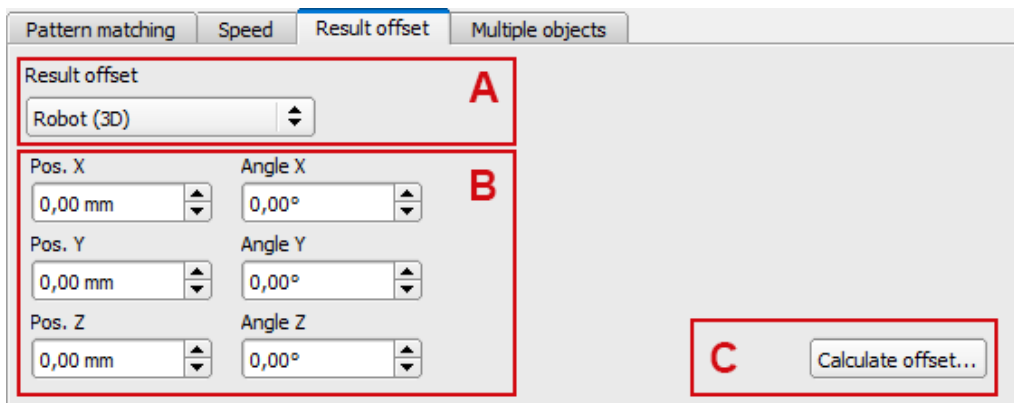 Pattern matching Speed Result offset Multiple objects
Result offset
A
Robot (3D)
Pos. X Angle X
B
0,00 mm 0,00°
Pos. Y Angle Y
0,00 mm 0,00°
Pos. Z Angle Z
0,00 mm 0,00°
C Calculate offset...